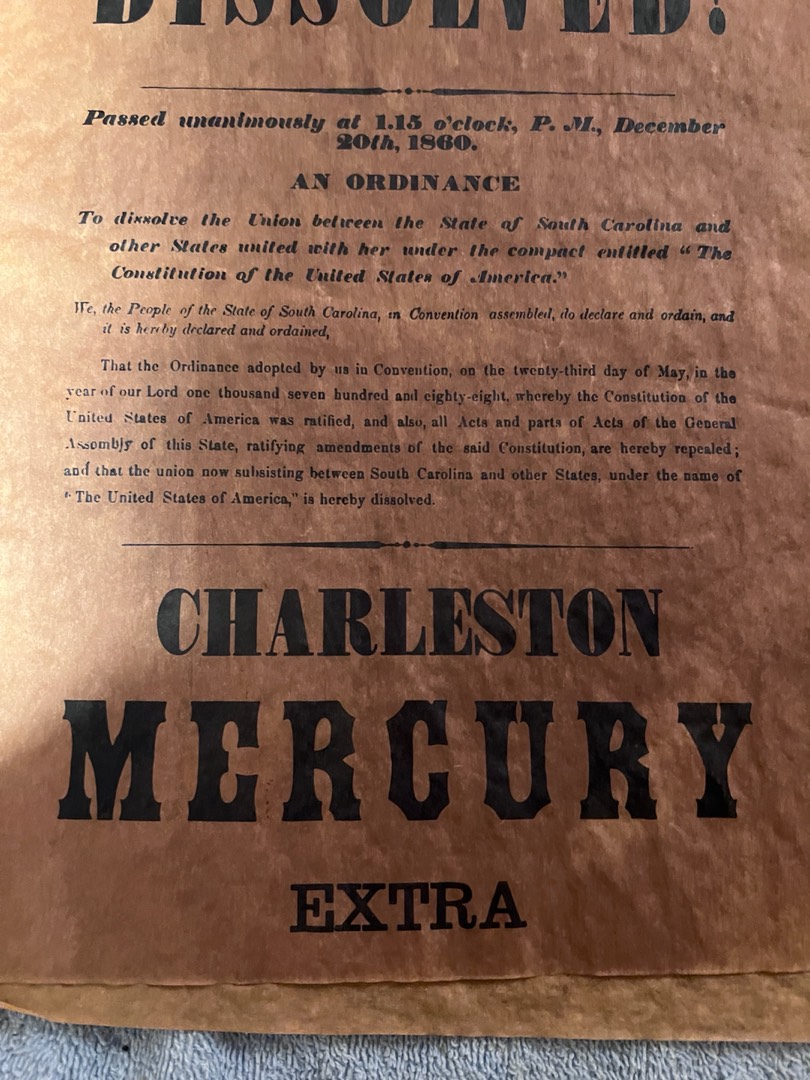 DISSOLVED!
Passed unanimously at 1.15 o'clock, P. M., December
20th, 1860.
AN ORDINANCE
To dissolve the Union between the State of South Carolina and
other States united with her under the compact entitled “ The
Constitution of the United States of America.”
We, the People of the State of South Carolina, in Convention assembled, do declare and ordain, and
it is hereby declared and ordained,
That the Ordinance adopted by us in Convention, on the twenty-third day of May, in the
year of our Lord one thousand seven hundred and eighty-eight, whereby the Constitution of the
United States of America was ratified, and also, all Acts and parts of Acts of the General
Assembly of this State, ratifying amendments of the said Constitution, are hereby repealed;
and that the union now subsisting between South Carolina and other States, under the name of
“ The United States of America,” is hereby dissolved.
CHARLESTON
MERCURY
EXTRA